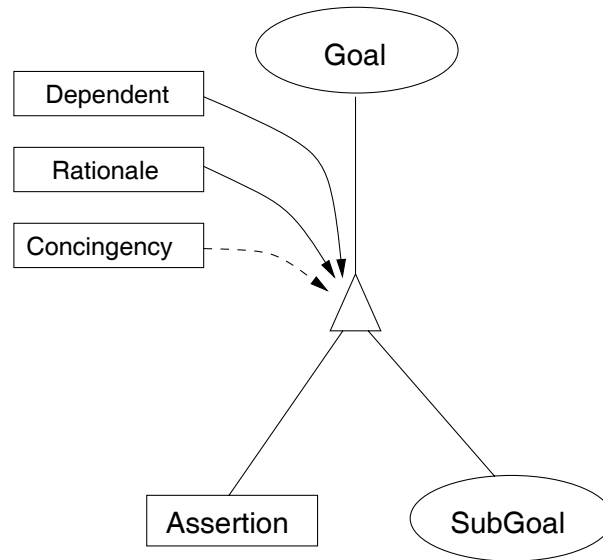 Goal
Dependent
Rationale
Concingency
Assertion
SubGoal